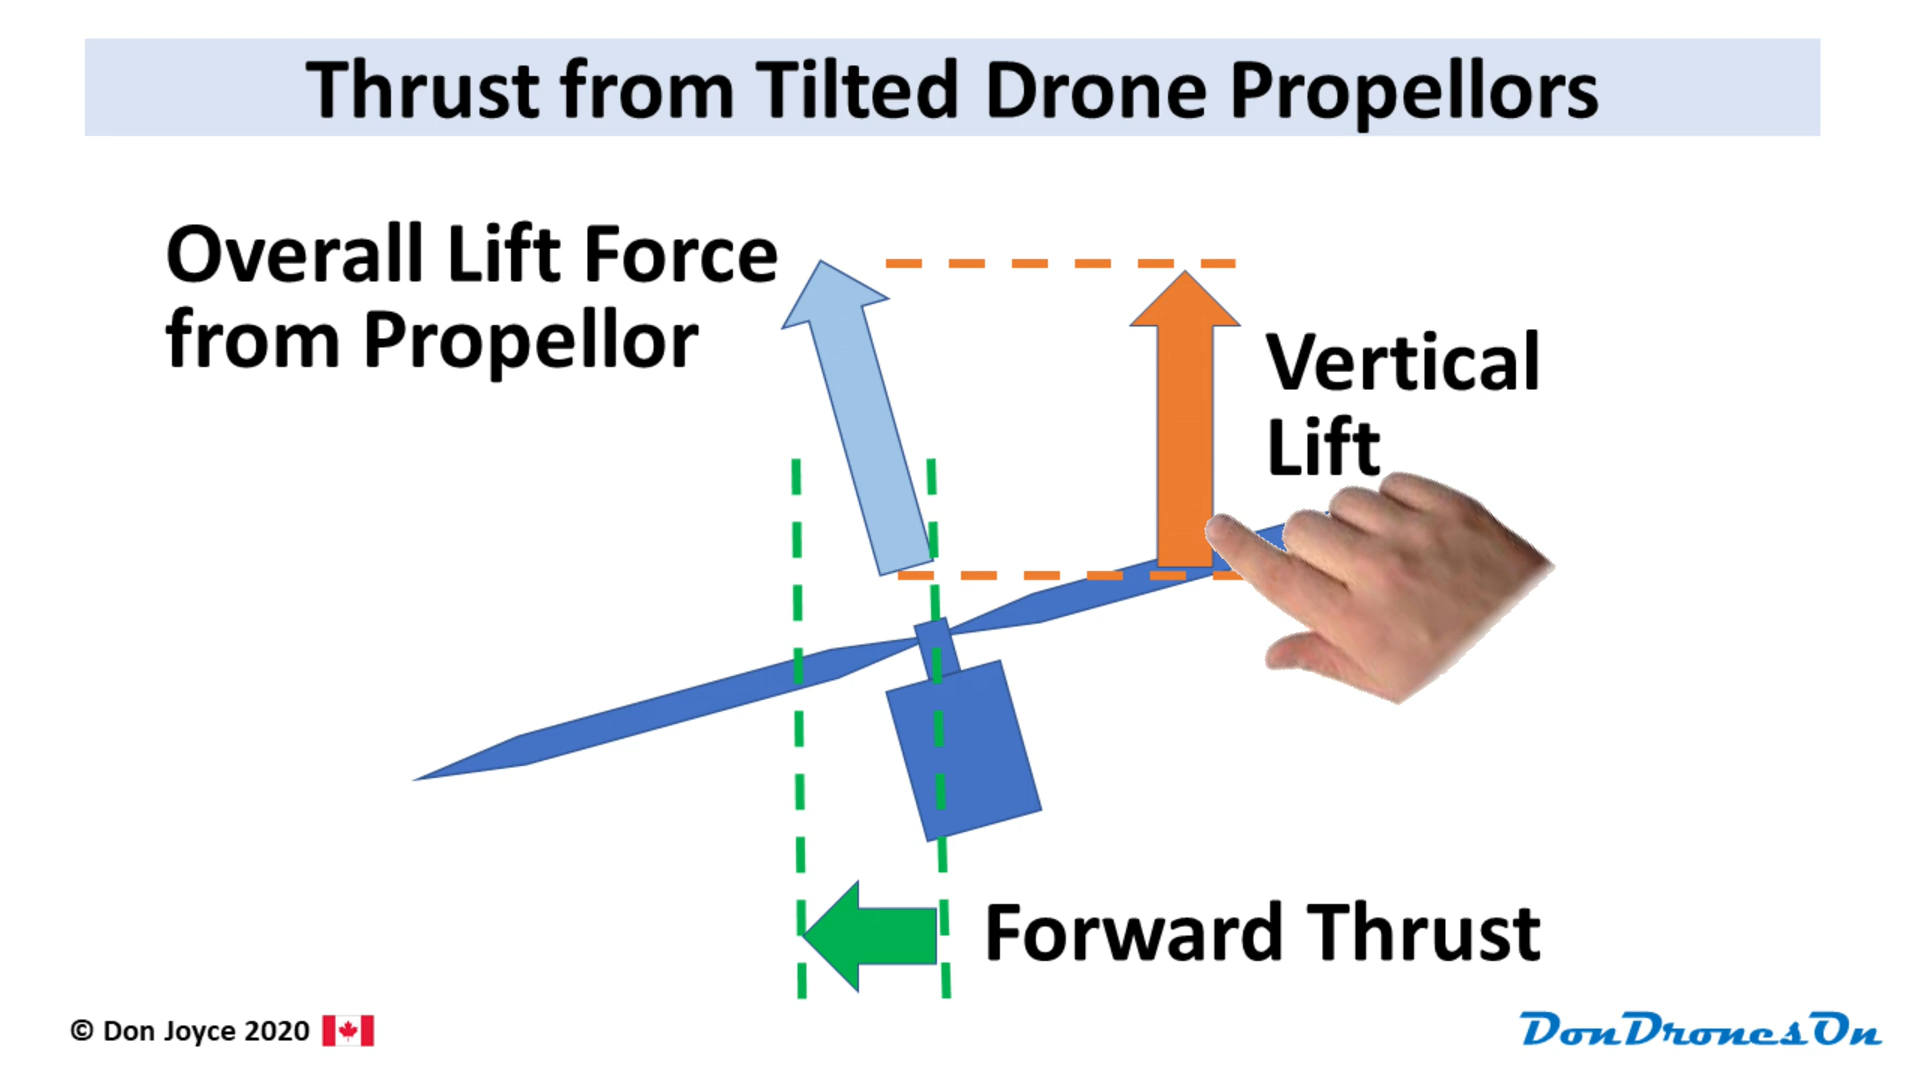 Thrust from Tilted Drone Propellors
Overall Lift Force
from Propellor
Vertical
Lift
Forward Thrust
© Don Joyce 2020
DonDronesOn